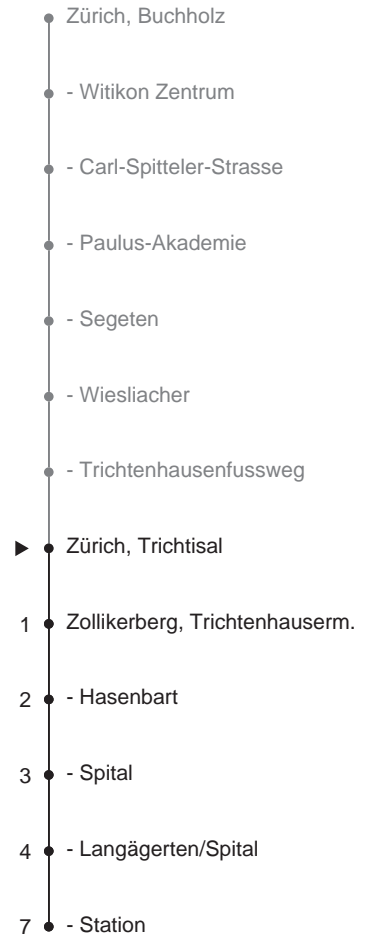 Zürich, Buchholz
- Witikon Zentrum
- Carl-Spitteler-Strasse
- Paulus-Akademie
- Segeten
- Wiesliacher
- Trichtenhausenfussweg
Zürich, Trichtisal
1 Zollikerberg, Trichtenhauserm.
2 - Hasenbart
3 - Spital
4 - Langägerten/Spital
7 - Station